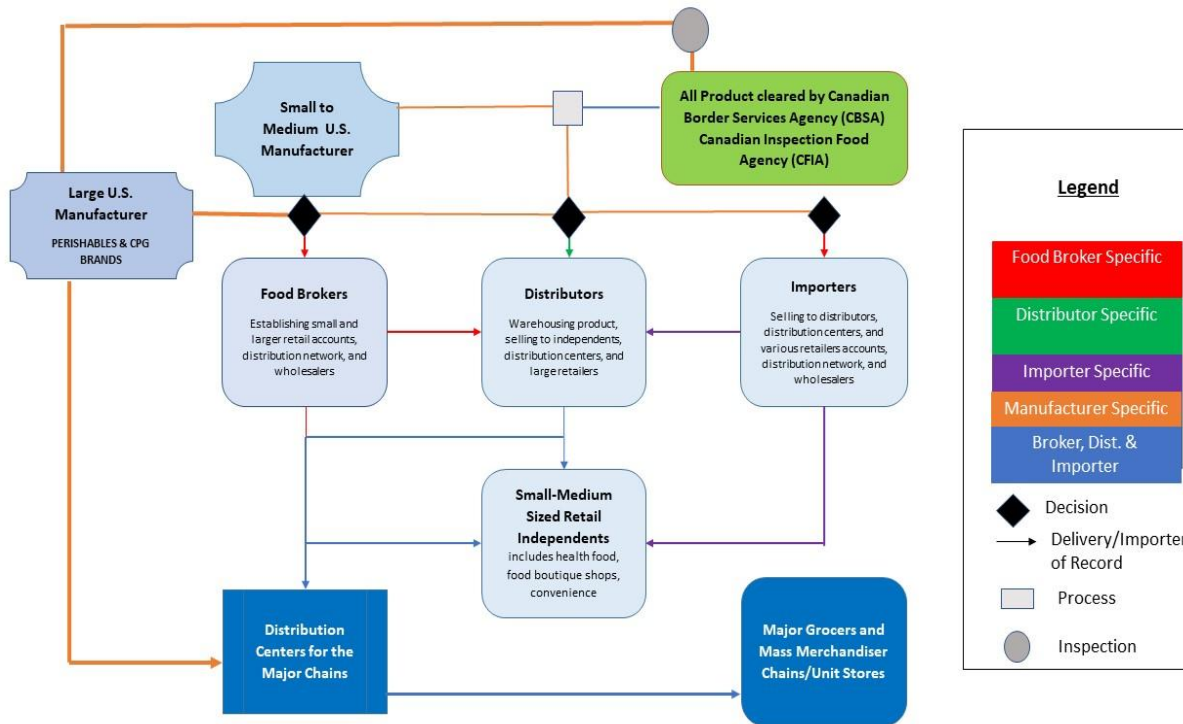 Small to
Medium U.S.
Manufacturer
All Product cleared by Canadian
Border Services Agency (CBSA)
Canadian Inspection Food
Agency (CFIA)
Large U.S.
Manufacturer
PERISHABLES & CPG
BRANDS
Food Brokers
Establishing small and
larger retail accounts,
distribution network, and
wholesalers
Distributors
Warehousing product,
selling to independents,
distribution centers, and
large retailers
Importers
Selling to distributors,
distribution centers, and
various retailers accounts,
distribution network, and
wholesalers
Small-Medium
Sized Retail
Independents
includes health food,
food boutique shops,
convenience
Distribution
Centers for the
Major Chains
Major Grocers and
Mass Merchandiser
Chains/Unit Stores
Legend
Food Broker Specific
Distributor Specific
Importer Specific
Manufacturer Specific
Broker, Dist. &
Importer
Decision
Delivery/Importer
of Record
Process
Inspection